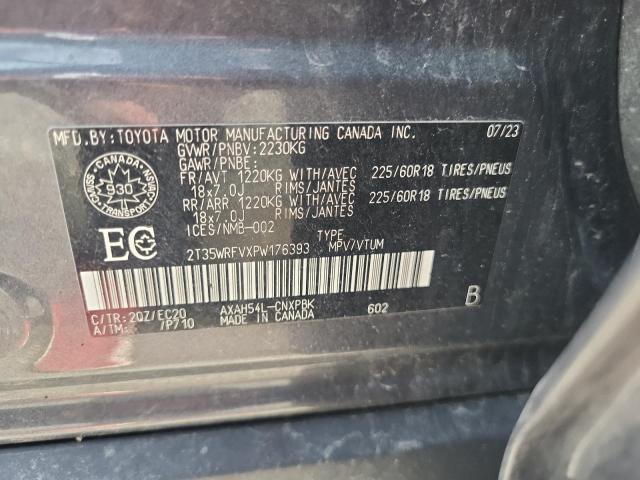 MFD.BY:TOYOTA MOTOR MANUFACTURING CANADA INC. 07/23
GVWR/PNBV:2230KG
GAWR/PNBE:
FR/AVT 1220KG WITH/AVEC 225/60R18 TIRES/PNEUS
18x7.0J RIMS/JANTES
RR/ARR 1220KG WITH/AVEC 225/60R18 TIRES/PNEUS
18x7.0J RIMS/JANTES
ICES/NMB-002
TYPE
2T35WRFVXPW176393 MPV/VTUM
C/TR:2QZ/EC20 AXAH54L-CNXPBK 602 B
A/TM: /P710 MADE IN CANADA
CANADA
930
TRANSPORT
EC